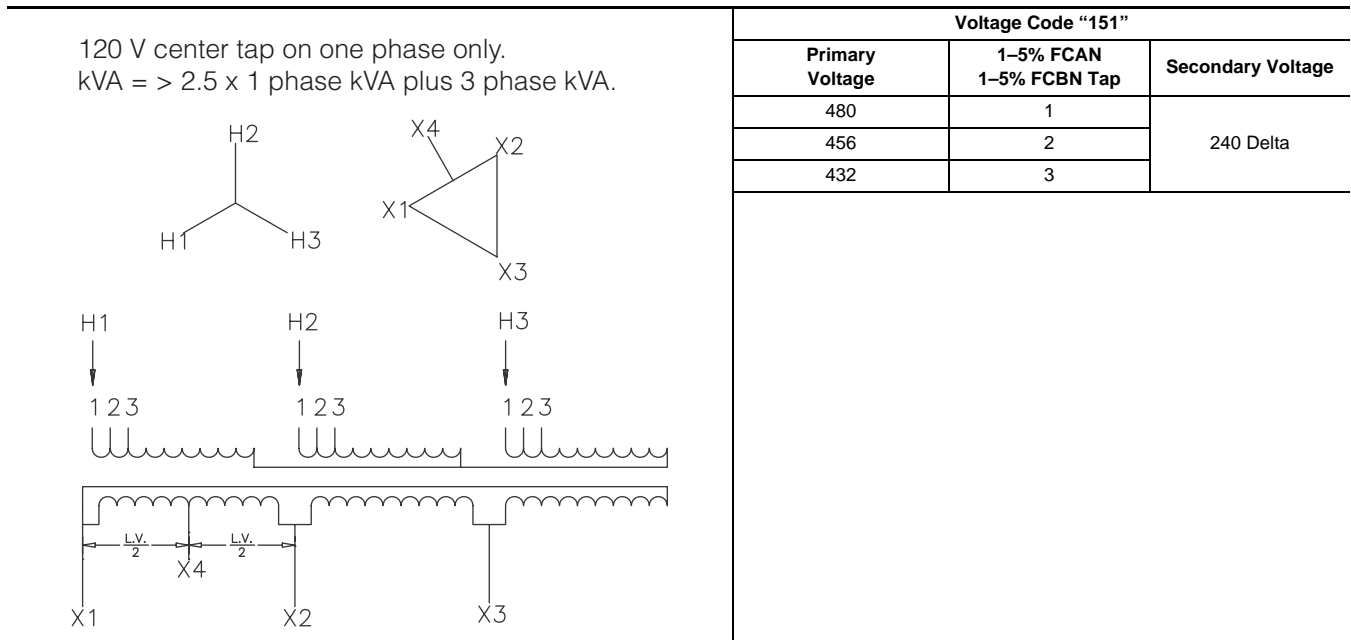 120 V center tap on one phase only.
kVA = > 2.5 x 1 phase kVA plus 3 phase kVA.
H2
H1
H3
X4
X2
X1
X3
H1 H2 H3
1 2 3 1 2 3 1 2 3
L.V. L.V.
2 2
X4
X1 X2 X3
Voltage Code “151”
Primary Voltage 1–5% FCAN 1–5% FCBN Tap Secondary Voltage
480 1
456 2 240 Delta
432 3